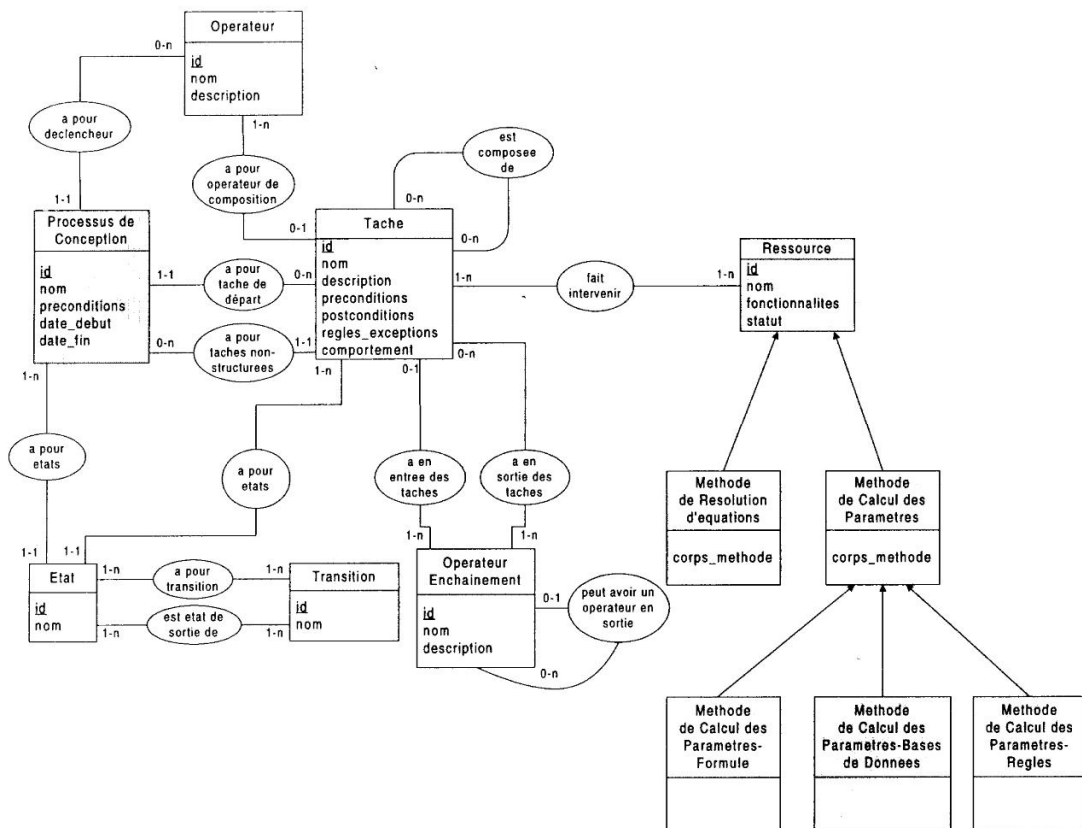 Operateur
id
nom
description
0-n
1-n
a pour
declencheur
a pour
operateur de
composition
est
composee
de
1-1
0-1
0-n
0-n
Processus de
Conception
id
nom
preconditions
date_debut
date_fin
1-1
a pour
tache de
départ
0-n
0-n
a pour
taches non-
structurees
1-1
1-n
Tache
id
nom
description
preconditions
postconditions
regles_exceptions
comportement
1-n
fait
intervenir
1-n
Ressource
id
nom
fonctionnalites
statut
1-n
0-1
0-n
a pour
etats
a pour
etats
a en
entree des
taches
a en
sortie des
taches
Methode
de Resolution
d'equations
corps_methode
Methode
de Calcul des
Parametres
corps_methode
1-1
1-1
1-n
1-n
Etat
id
nom
1-n
a pour
transition
1-n
1-n
est etat de
sortie de
1-n
Transition
id
nom
Operateur
Enchainement
id
nom
description
0-1
peut avoir un
operateur en
sortie
0-n
Methode
de Calcul des
Parametres-
Formule
Methode
de Calcul des
Parametres-Bases
de Donnees
Methode
de Calcul des
Parametres-
Regles